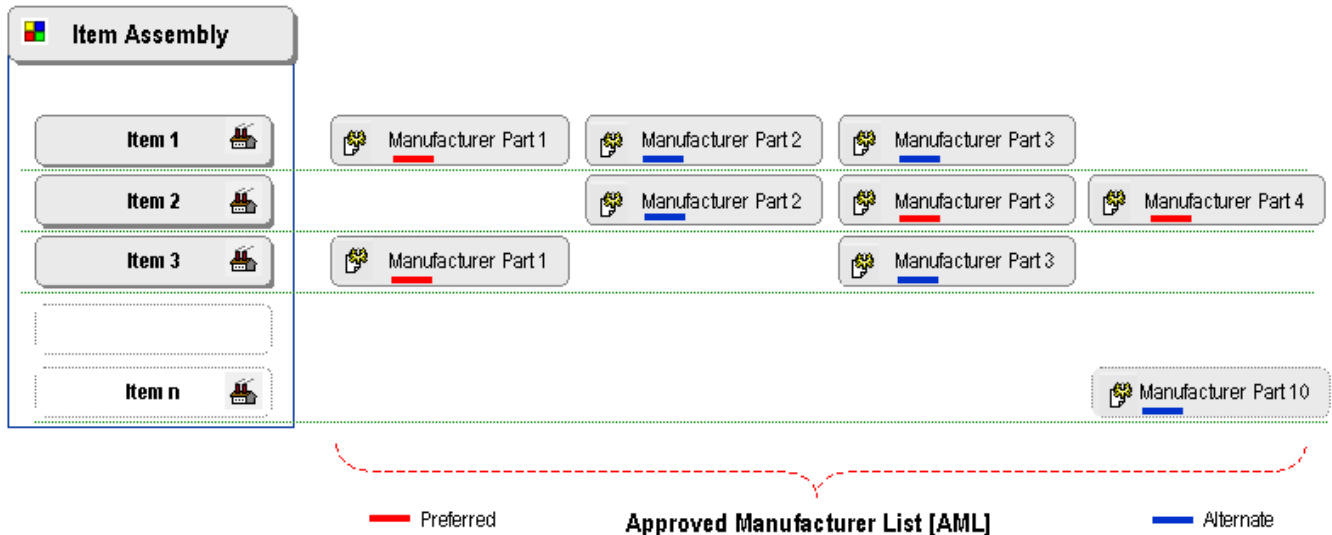 Item Assembly
Item 1 Manufacturer Part 1 Manufacturer Part 2 Manufacturer Part 3
Item 2 Manufacturer Part 2 Manufacturer Part 3 Manufacturer Part 4
Item 3 Manufacturer Part 1 Manufacturer Part 3
Item n Manufacturer Part 10
Preferred Approved Manufacturer List [AML] Alternate